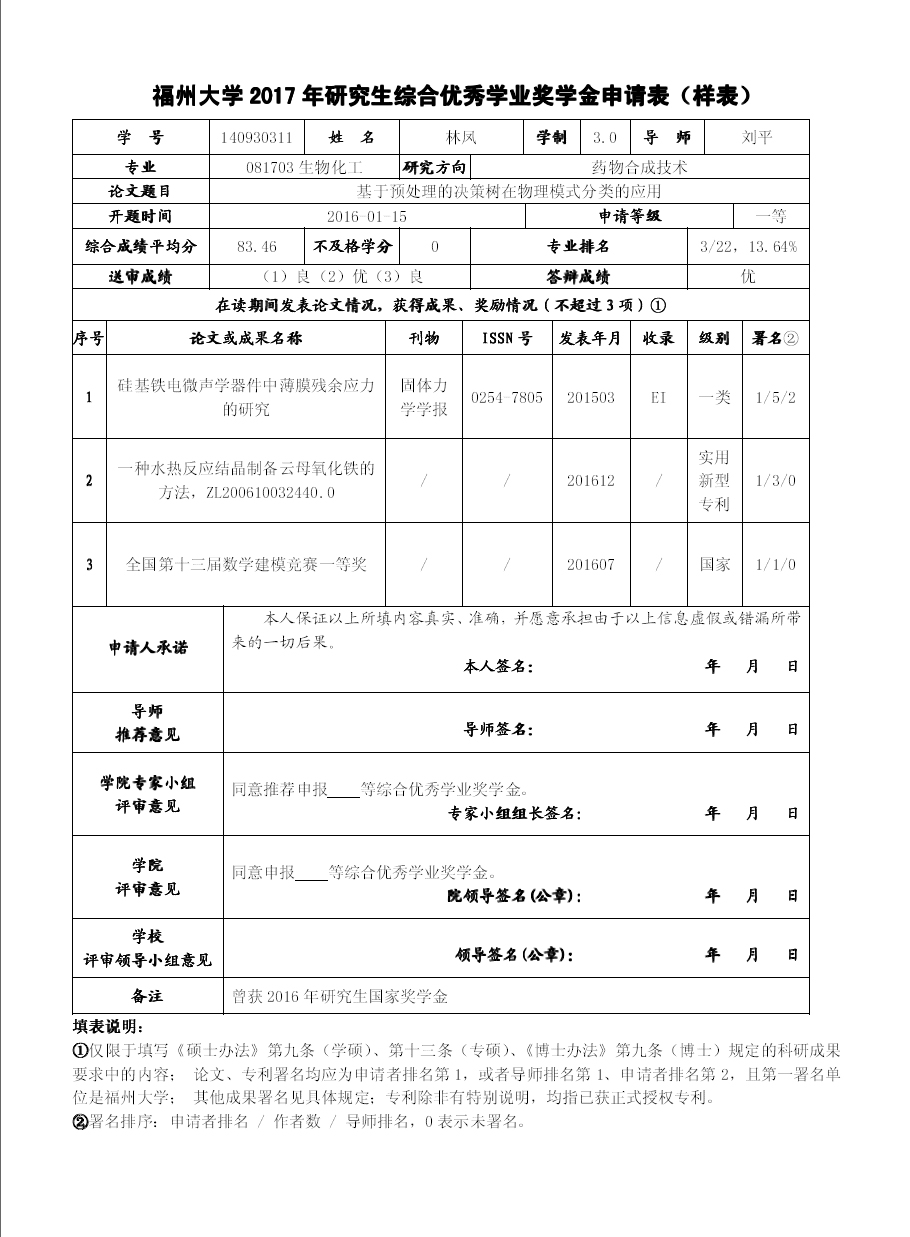 福州大学 2017 年研究生综合优秀学业奖学金申请表（样表）
学 号 140930311 姓 名 林凤 学制 3.0 导 师 刘平
专业 081703 生物化工 研究方向 药物合成技术
论文题目 基于预处理的决策树在物理模式分类的应用
开题时间 2016-01-15 申请等级 一等
综合成绩平均分 83.46 不及格学分 0 专业排名 3/22，13.64%
送审成绩 （1）良（2）优（3）良 答辩成绩 优
在读期间发表论文情况，获得成果、奖励情况（不超过 3 项）①
序号 论文或成果名称 刊物 ISSN 号 发表年月 收录 级别 署名②
1 硅基铁电微声学器件中薄膜残余应力的研究 固体力学学报 0254-7805 201503 EI 一类 1/5/2
2 一种水热反应结晶制备云母氧化铁的方法，ZL200610032440.0 / / 201612 / 实用新型专利 1/3/0
3 全国第十三届数学建模竞赛一等奖 / / 201607 / 国家 1/1/0
申请人承诺
本人保证以上所填内容真实、准确，并愿意承担由于以上信息虚假或错漏所带
来的一切后果。
本人签名： 年 月 日
导师
推荐意见
导师签名： 年 月 日
学院专家小组
评审意见
同意推荐申报____等综合优秀学业奖学金。
专家小组组长签名： 年 月 日
学院
评审意见
同意申报____等综合优秀学业奖学金。
院领导签名（公章）： 年 月 日
学校
评审领导小组意见
领导签名（公章）： 年 月 日
备注 曾获 2016 年研究生国家奖学金
填表说明：
①仅限于填写《硕士办法》第九条（学硕）、第十三条（专硕）、《博士办法》第九条（博士）规定的科研成果
要求中的内容； 论文、专利署名均应为申请者排名第 1，或者导师排名第 1、申请者排名第 2，且第一署名单
位是福州大学； 其他成果署名见具体规定；专利除非有特别说明，均指已获正式授权专利。
②署名排序：申请者排名 / 作者数 / 导师排名，0 表示未署名。